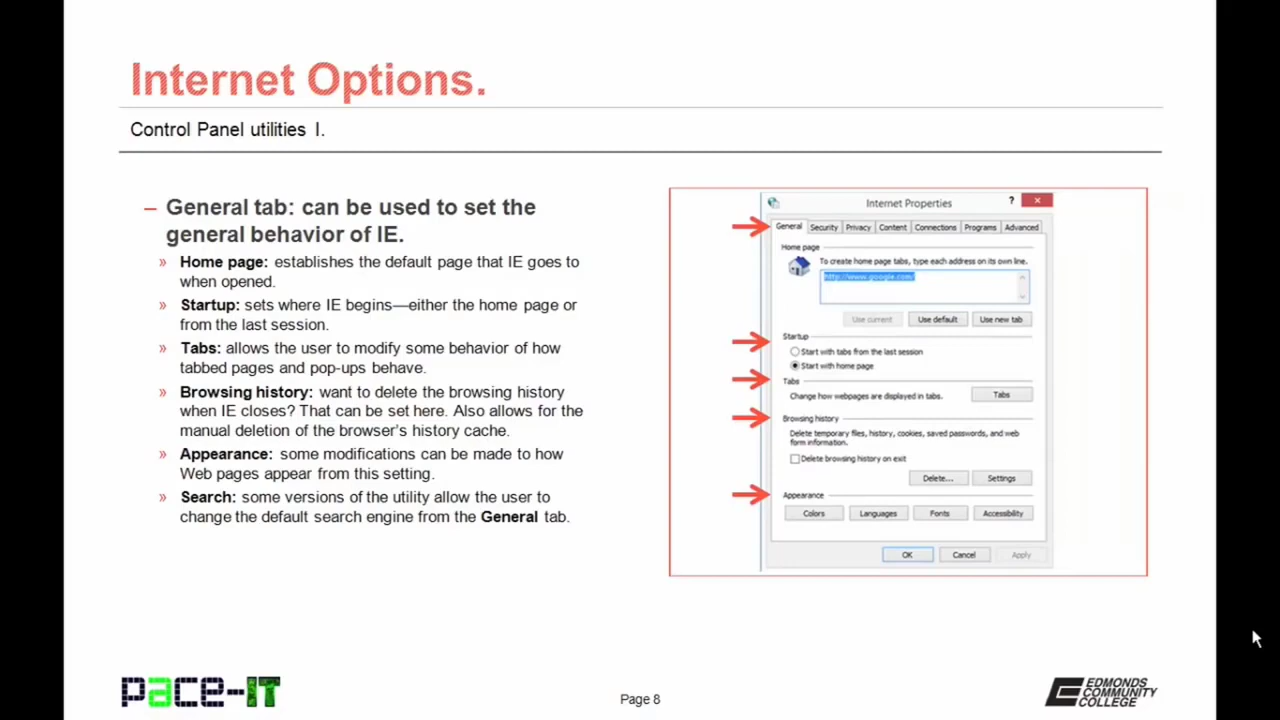 Internet Options.
Control Panel utilities I.
– General tab: can be used to set the
general behavior of IE.
» Home page: establishes the default page that IE goes to
when opened.
» Startup: sets where IE begins—either the home page or
from the last session.
» Tabs: allows the user to modify some behavior of how
tabbed pages and pop-ups behave.
» Browsing history: want to delete the browsing history
when IE closes? That can be set here. Also allows for the
manual deletion of the browser's history cache.
» Appearance: some modifications can be made to how
Web pages appear from this setting.
» Search: some versions of the utility allow the user to
change the default search engine from the General tab.
Internet Properties
? x
General Security Privacy Content Connections Programs Advanced
Home page
To create home page tabs, type each address on its own line.
http://www.google.com/
Use current Use default Use new tab
Startup
Start with tabs from the last session
Start with home page
Tabs
Change how webpages are displayed in tabs. Tabs
Browsing history
Delete temporary files, history, cookies, saved passwords, and web
form information.
Delete browsing history on exit
Delete... Settings
Appearance
Colors Languages Fonts Accessibility
OK Cancel Apply
pace-IT
Page 8
EDMONDS
COMMUNITY
COLLEGE